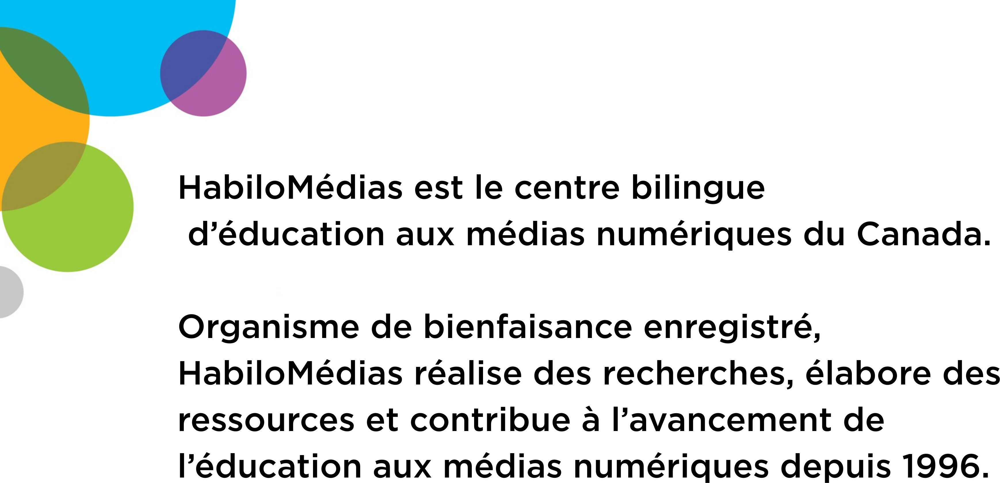 HabiloMédias est le centre bilingue
d’éducation aux médias numériques du Canada.
Organisme de bienfaisance enregistré,
HabiloMédias réalise des recherches, élabore des
ressources et contribue à l’avancement de
l’éducation aux médias numériques depuis 1996.